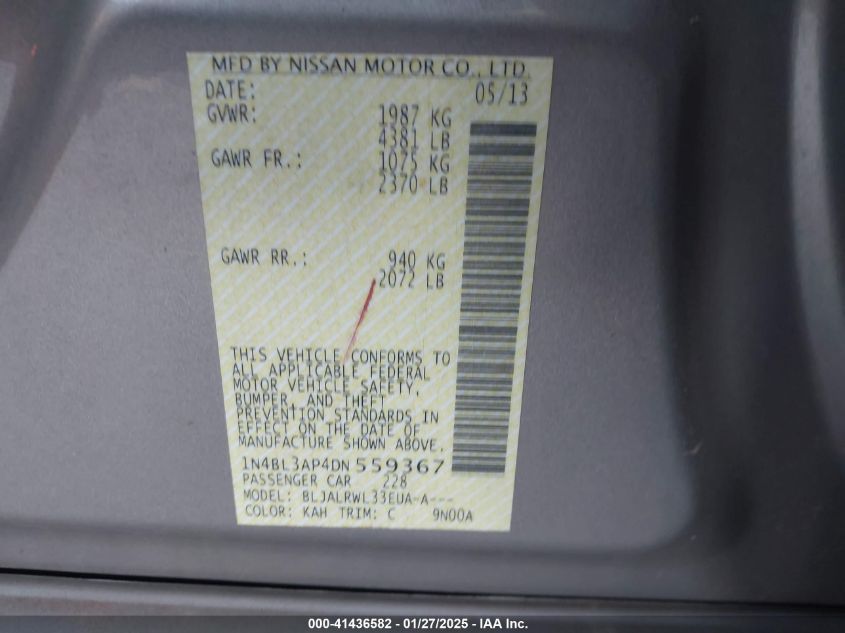 MFD BY NISSAN MOTOR CO., LTD.
DATE: 05/13
GVWR: 1987 KG
4381 LB
GAWR FR.: 1075 KG
2370 LB
GAWR RR.: 940 KG
2072 LB
THIS VEHICLE CONFORMS TO
ALL APPLICABLE FEDERAL
MOTOR VEHICLE SAFETY,
BUMPER, AND THEFT
PREVENTION STANDARDS IN
EFFECT ON THE DATE OF
MANUFACTURE SHOWN ABOVE.
1N4BL3AP4DN559367
PASSENGER CAR 228
MODEL: BLJALRWL33EUA-A---
COLOR: KAH TRIM: C 9N00A
000-41436582 - 01/27/2025 - IAA Inc.